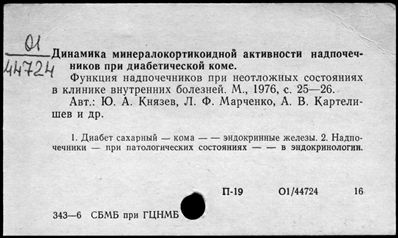 01
44724
Динамика минералокортикоидной активности надпочеч-
ников при диабетической коме.
Функция надпочечников при неотложных состояниях
в клинике внутренних болезней. М., 1976, с. 25—26.
Авт.: Ю. А. Князев, Л. Ф. Марченко, А. В. Картели-
шев и др.
1. Диабет сахарный — кома — — эндокринные железы. 2. Надпо-
чечники — при патологических состояниях — — в эндокринологии.
П-19 О1/44724 16
343—6 СБМБ при ГЦНМБ